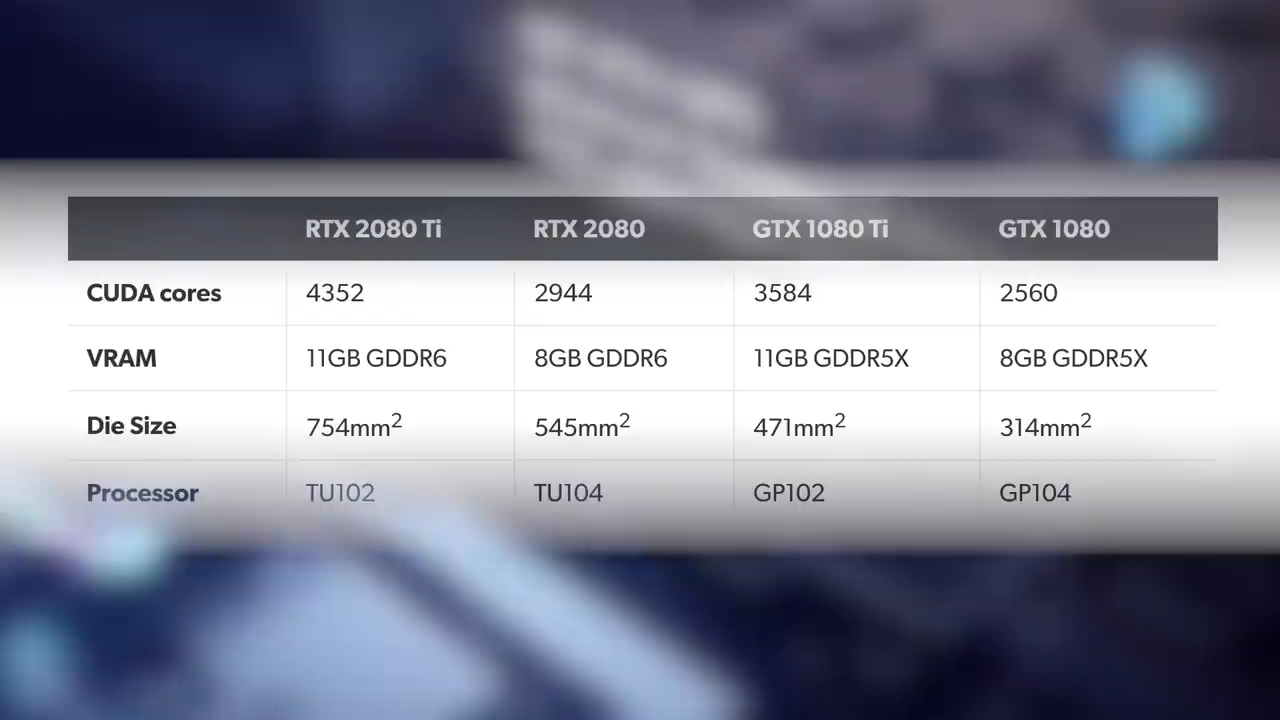 RTX 2080 Ti RTX 2080 GTX 1080 Ti GTX 1080
CUDA cores 4352 2944 3584 2560
VRAM 11GB GDDR6 8GB GDDR6 11GB GDDR5X 8GB GDDR5X
Die Size 754mm² 545mm² 471mm² 314mm²
Processor TU102 TU104 GP102 GP104